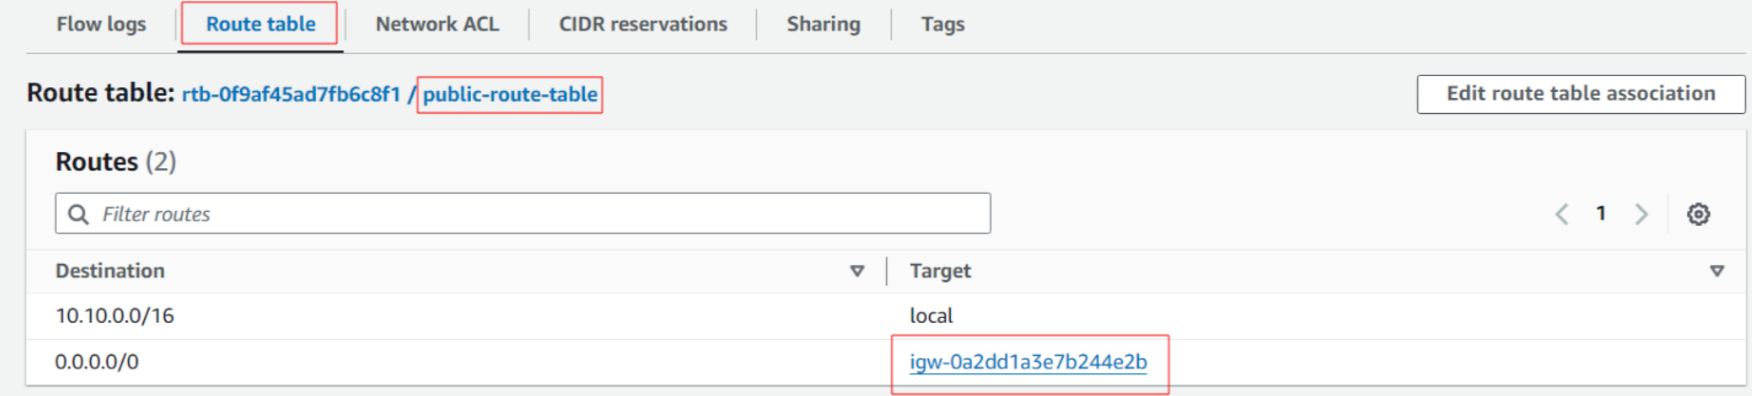 Flow logs Route table Network ACL CIDR reservations Sharing Tags
Route table: rtb-0f9af45ad7fb6c8f1 / public-route-table Edit route table association
Routes (2)
Filter routes 1
Destination Target
10.10.0.0/16 local
0.0.0.0/0 igw-0a2dd1a3e7b244e2b